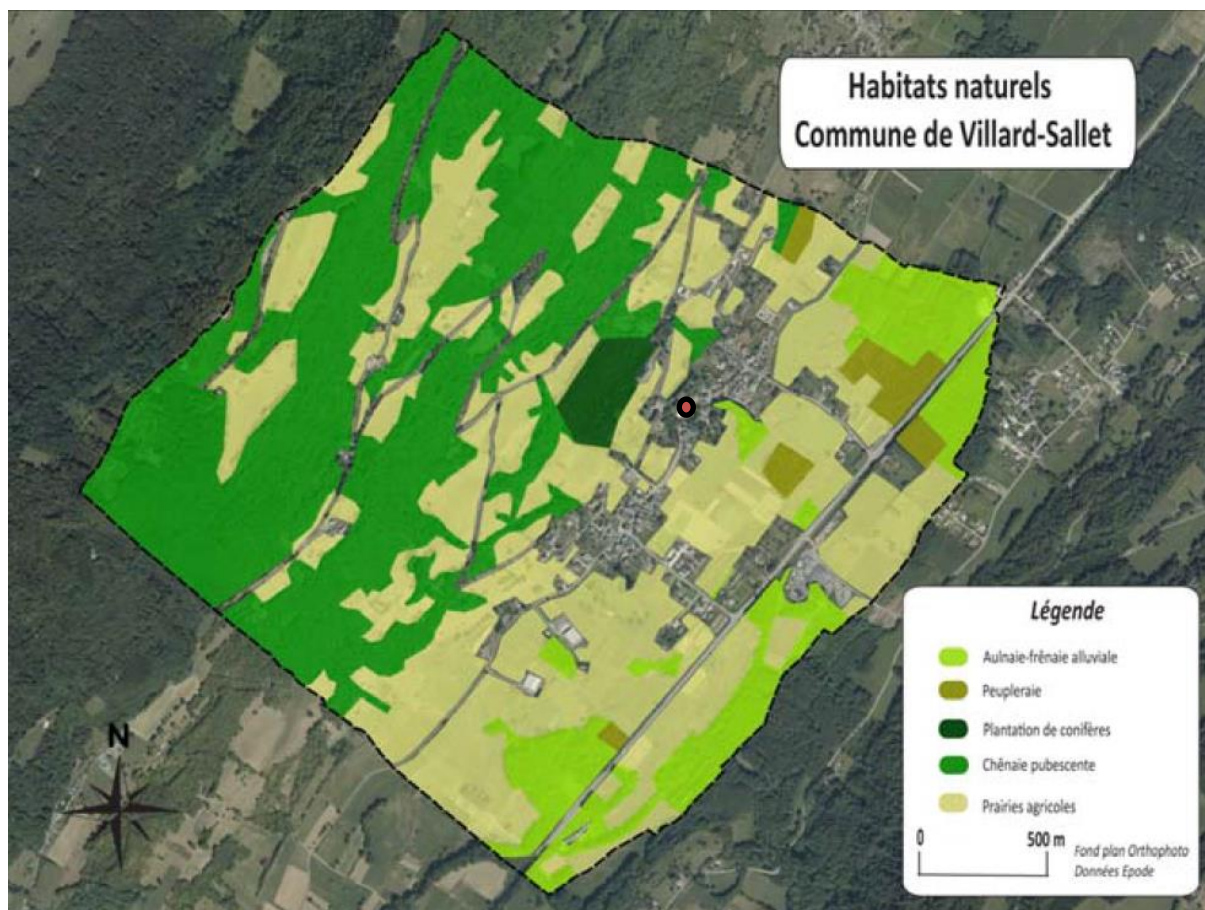 Habitats naturels
Commune de Villard-Sallet
N
Légende
Aulnaie-frênaie alluviale
Peupleraie
Plantation de conifères
Chênaie pubescente
Prairies agricoles
0 500 m
Fond plan Orthophoto
Données Epode